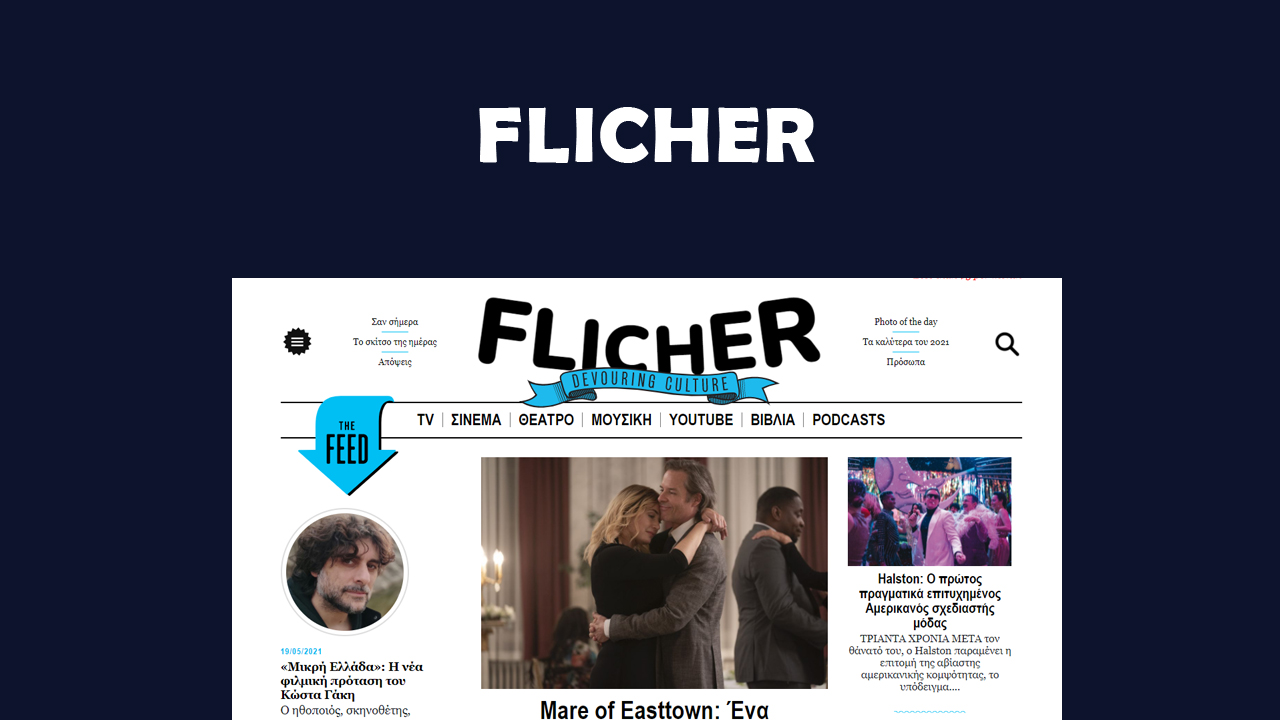 FLICHER
Σαν σήμερα
Το σκίτσο της ημέρας
Απόψεις
FLICHER
DEVOURING CULTURE
Photo of the day
Τα καλύτερα του 2021
Πρόσωπα
TV ΣΙΝΕΜΑ ΘΕΑΤΡΟ ΜΟΥΣΙΚΗ YOUTUBE ΒΙΒΛΙΑ PODCASTS
THE
FEED
19/05/2021
«Μικρή Ελλάδα»: Η νέα
φιλμική πρόταση του
Κώστα Γάκη
Ο ηθοποιός, σκηνοθέτης,
Mare of Easttown: Ένα
Halston: Ο πρώτος
πραγματικά επιτυχημένος
Αμερικανός σχεδιαστής
μόδας
ΤΡΙΑΝΤΑ ΧΡΟΝΙΑ ΜΕΤΑ τον
θάνατό του, ο Halston παραμένει η
επιτομή της αβίαστης
αμερικανικής κομψότητας, το
υπόδειγμα....